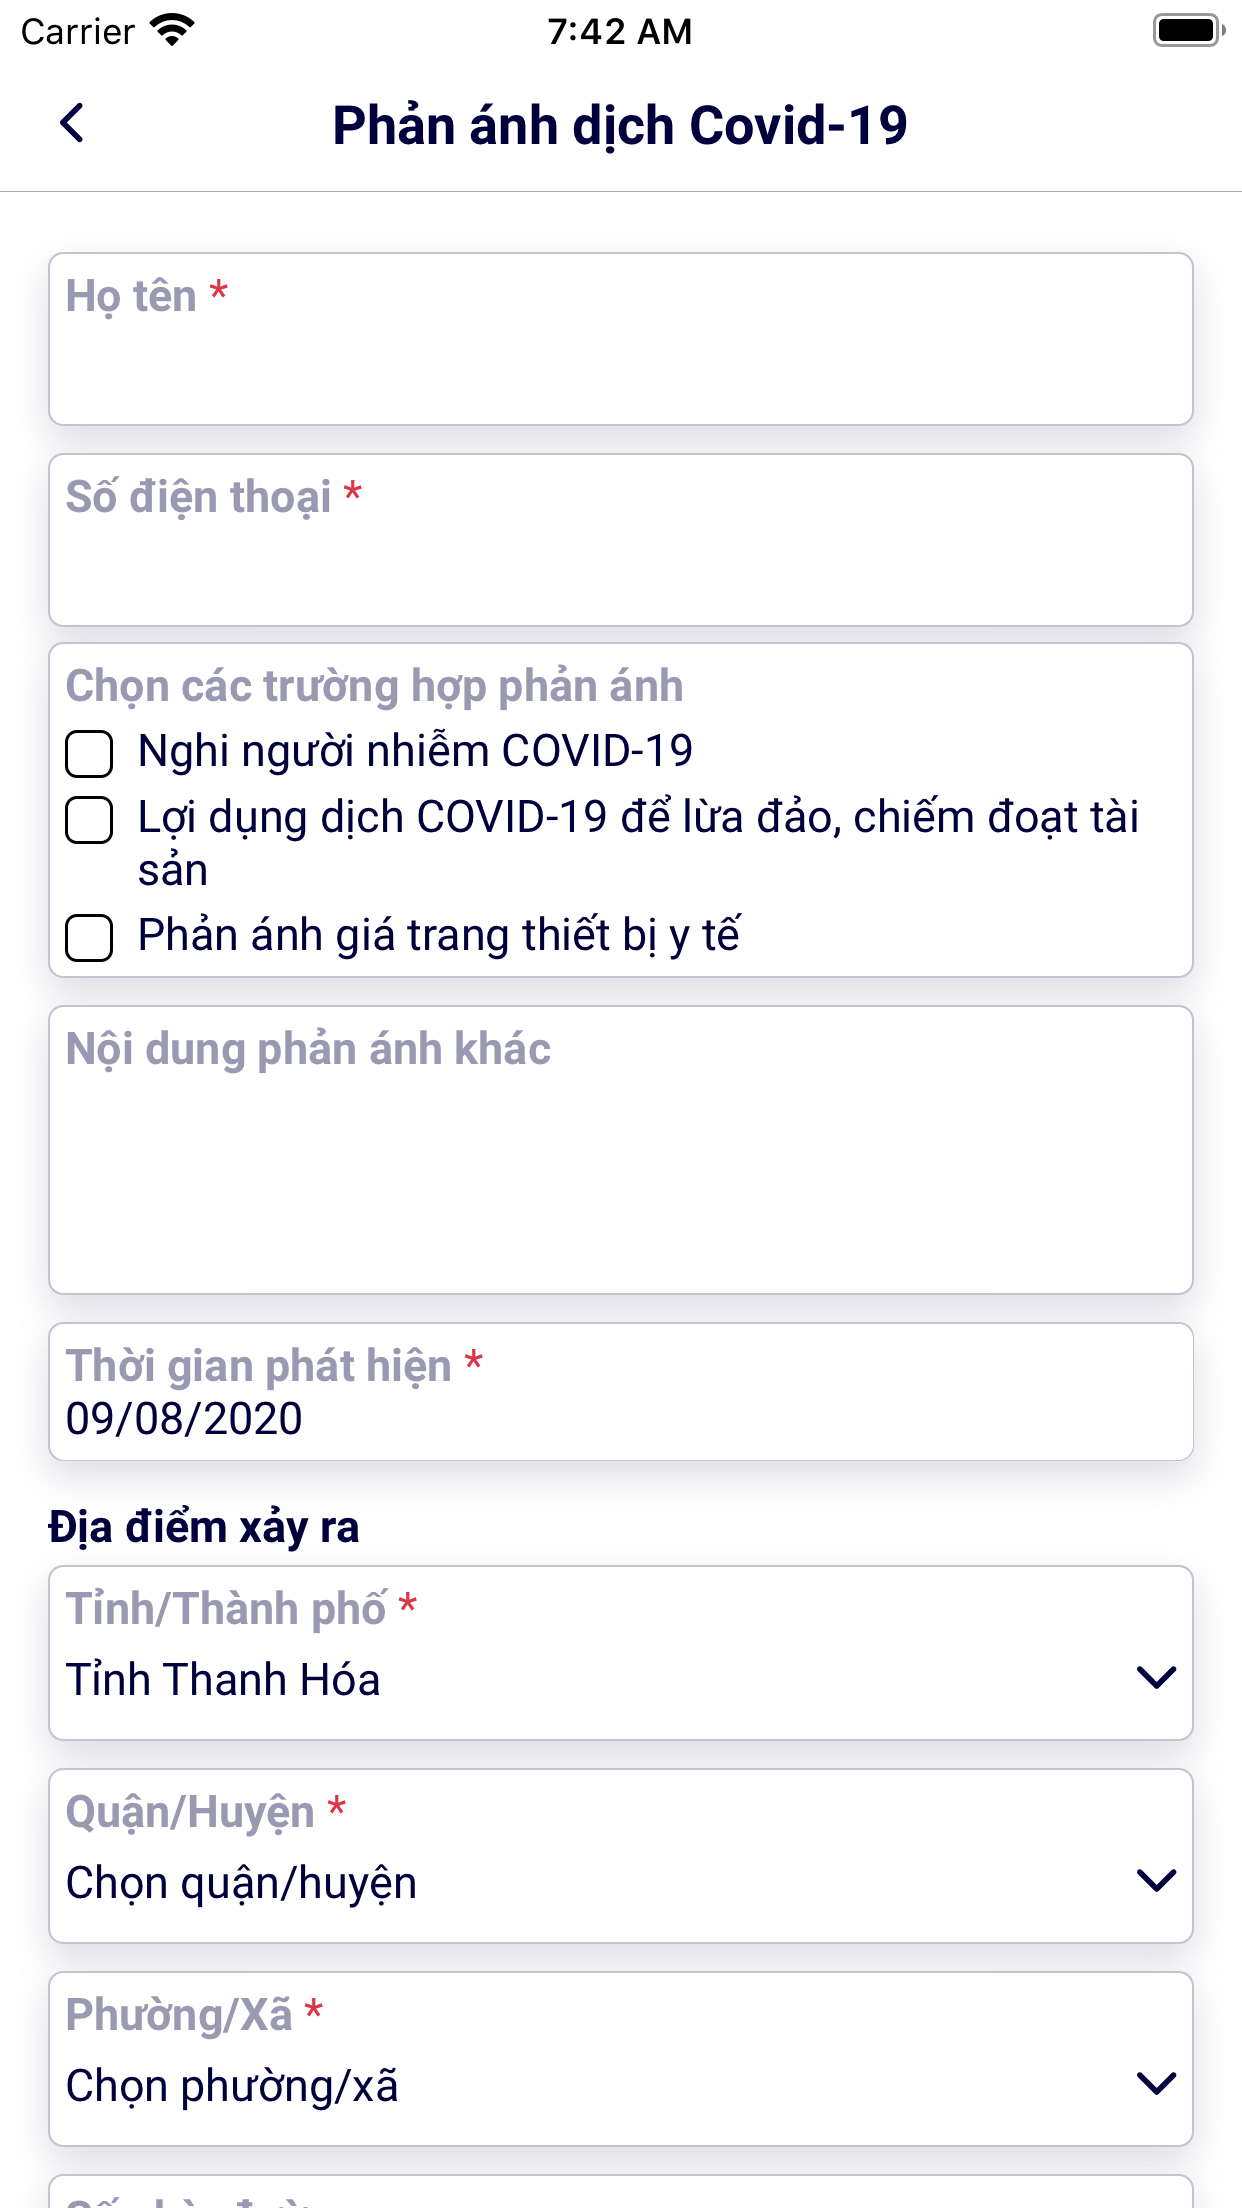 Carrier
7:42 AM
Phản ánh dịch Covid-19
Họ tên *
Số điện thoại *
Chọn các trường hợp phản ánh
Nghi người nhiễm COVID-19
Lợi dụng dịch COVID-19 để lừa đảo, chiếm đoạt tài
sản
Phản ánh giá trang thiết bị y tế
Nội dung phản ánh khác
Thời gian phát hiện *
09/08/2020
Địa điểm xảy ra
Tỉnh/Thành phố *
Tỉnh Thanh Hóa
Quận/Huyện *
Chọn quận/huyện
Phường/Xã *
Chọn phường/xã